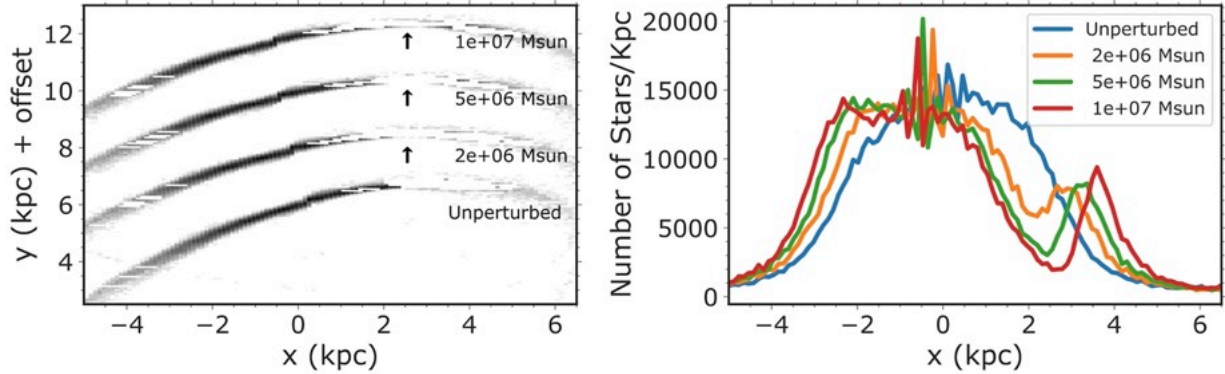 12
10
8
6
4
y (kpc) + offset
1e+07 Msun
5e+06 Msun
2e+06 Msun
Unperturbed
−4
−2
0
2
4
6
x (kpc)
20000
15000
10000
5000
0
Number of Stars/Kpc
Unperturbed
2e+06 Msun
5e+06 Msun
1e+07 Msun
−4
−2
0
2
4
6
x (kpc)